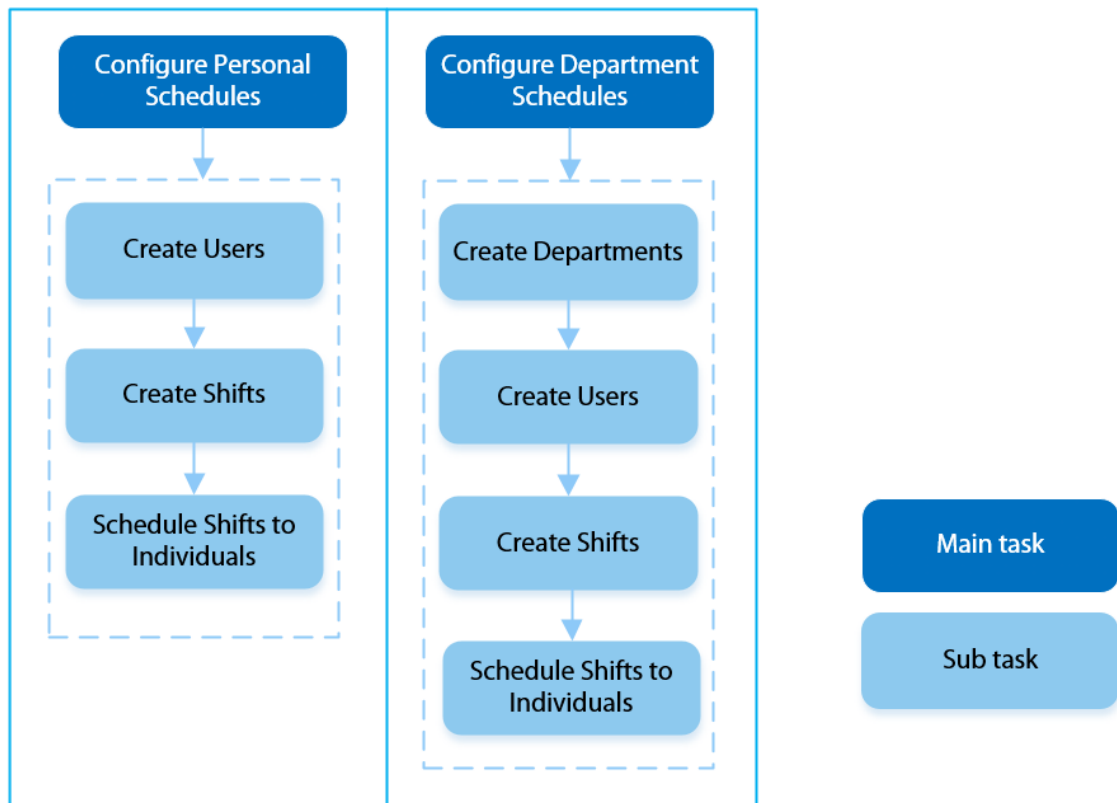 Configure Personal
Schedules
Create Users
Create Shifts
Schedule Shifts to
Individuals
Configure Department
Schedules
Create Departments
Create Users
Create Shifts
Schedule Shifts to
Individuals
Main task
Sub task